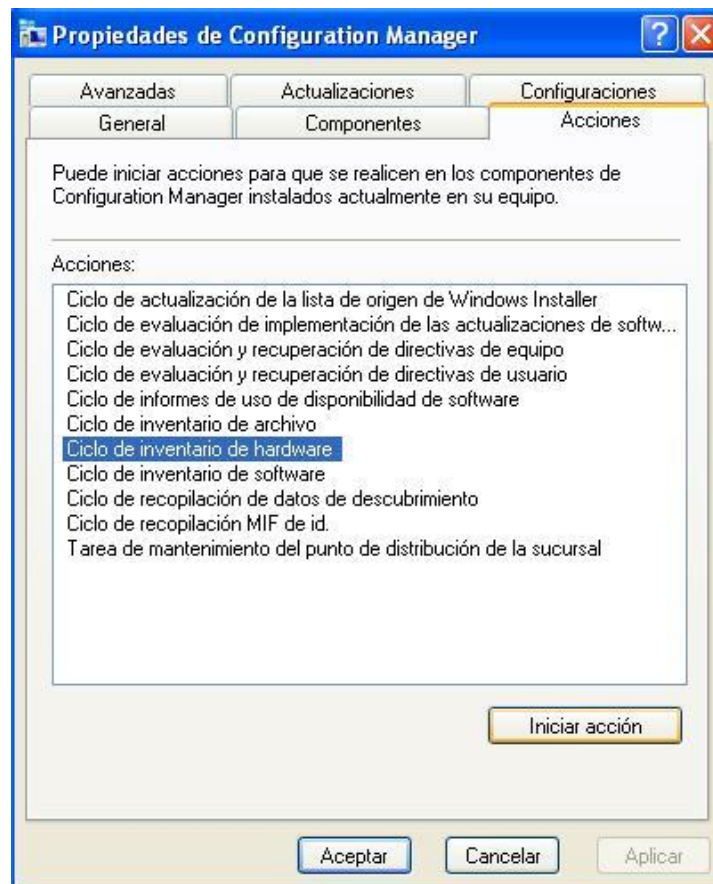 Propiedades de Configuration Manager
Avanzadas
Actualizaciones
Configuraciones
General
Componentes
Acciones
Puede iniciar acciones para que se realicen en los componentes de
Configuration Manager instalados actualmente en su equipo.
Acciones:
Ciclo de actualización de la lista de origen de Windows Installer
Ciclo de evaluación de implementación de las actualizaciones de softw...
Ciclo de evaluación y recuperación de directivas de equipo
Ciclo de evaluación y recuperación de directivas de usuario
Ciclo de informes de uso de disponibilidad de software
Ciclo de inventario de archivo
Ciclo de inventario de hardware
Ciclo de inventario de software
Ciclo de recopilación de datos de descubrimiento
Ciclo de recopilación MIF de id.
Tarea de mantenimiento del punto de distribución de la sucursal
Iniciar acción
Aceptar
Cancelar
Aplicar